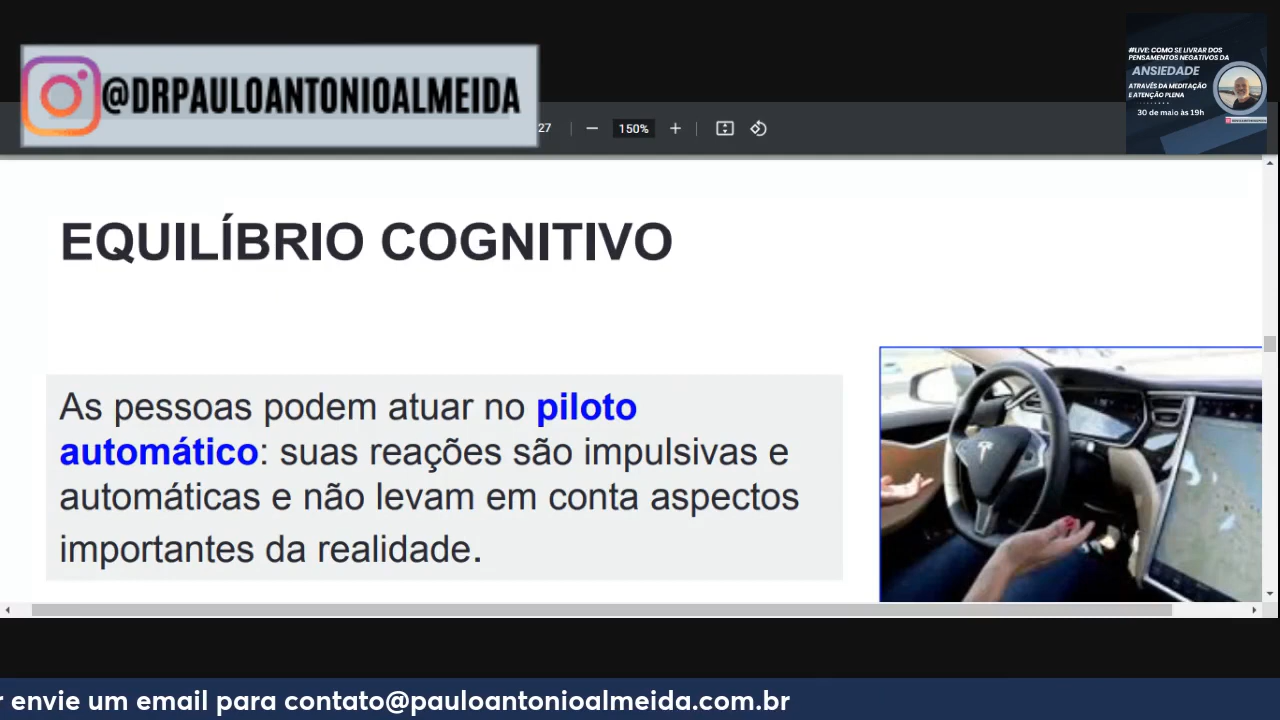 @DRPAULOANTONIOALMEIDA
#LIVE: COMO SE LIVRAR DOS
PENSAMENTOS NEGATIVOS DA
ANSIEDADE
ATRAVÉS DA MEDITAÇÃO
E ATENÇÃO PLENA
30 de maio às 19h
27
150%
EQUILÍBRIO COGNITIVO
As pessoas podem atuar no piloto
automático: suas reações são impulsivas e
automáticas e não levam em conta aspectos
importantes da realidade.
r envie um email para contato@pauloantonioalmeida.com.br